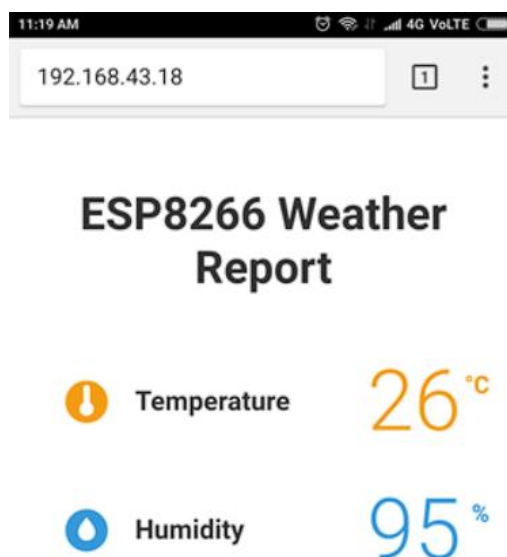 11:19 AM 4G VoLTE
192.168.43.18 1
ESP8266 Weather
Report
Temperature 26 °C
Humidity 95 %